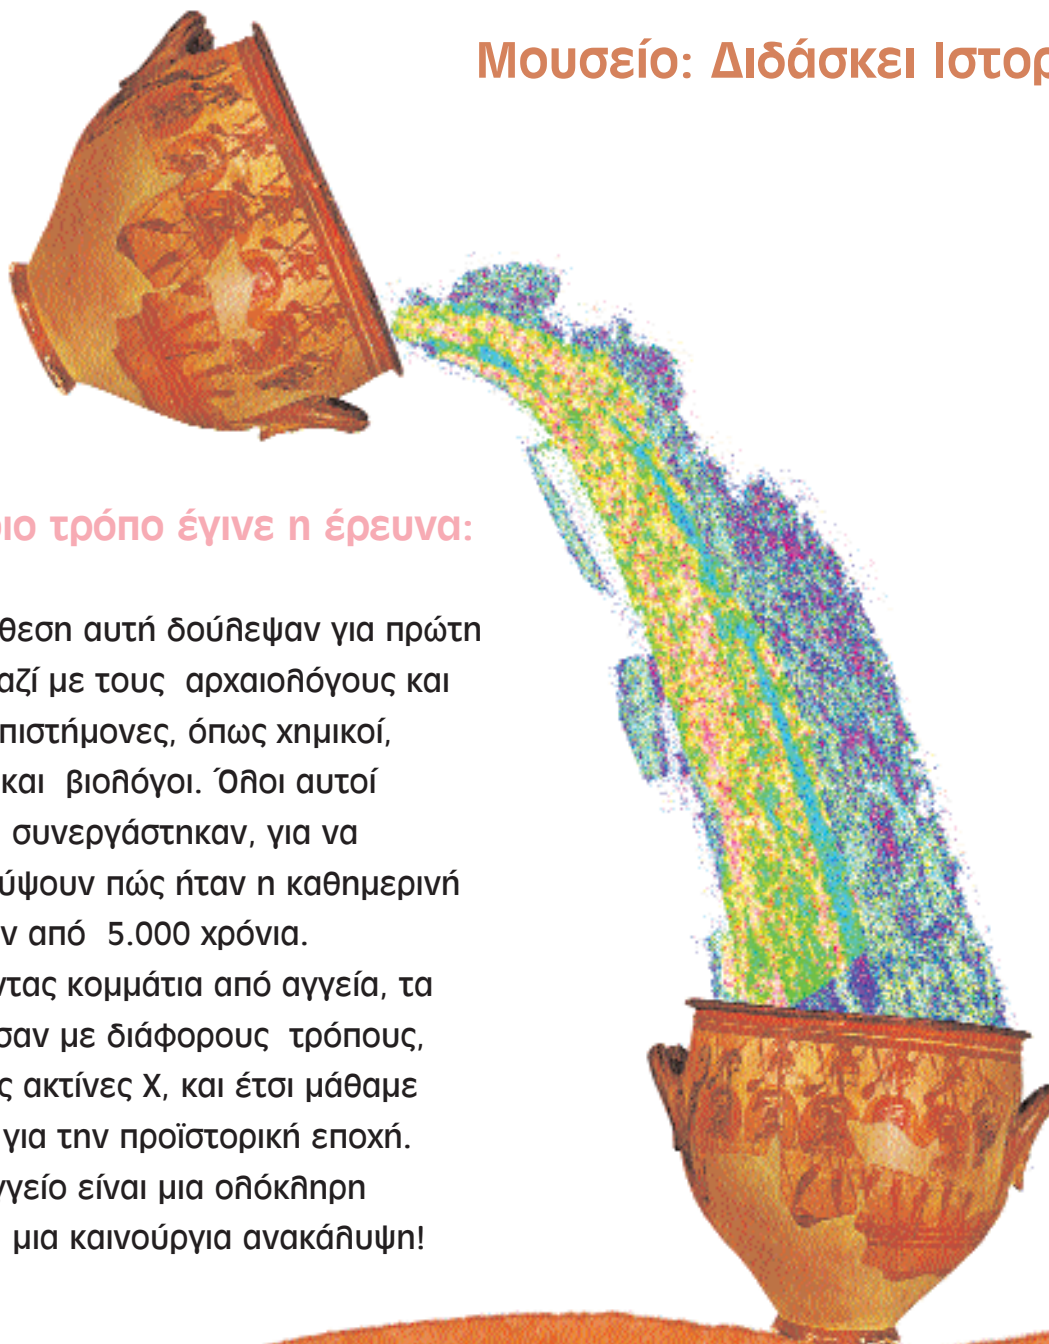 Μουσείο: Διδάσκει Ιστορ
ιο τρόπο έγινε η έρευνα:
θεση αυτή δούλεψαν για πρώτη
αζί με τους αρχαιολόγους και
πιστήμονες, όπως χημικοί,
και βιολόγοι. Όλοι αυτοί
συνεργάστηκαν, για να
ύψουν πώς ήταν η καθημερινή
ν από 5.000 χρόνια.
ντας κομμάτια από αγγεία, τα
σαν με διάφορους τρόπους,
ς ακτίνες Χ, και έτσι μάθαμε
για την προϊστορική εποχή.
γγείο είναι μια ολόκληρη
μια καινούργια ανακάλυψη!